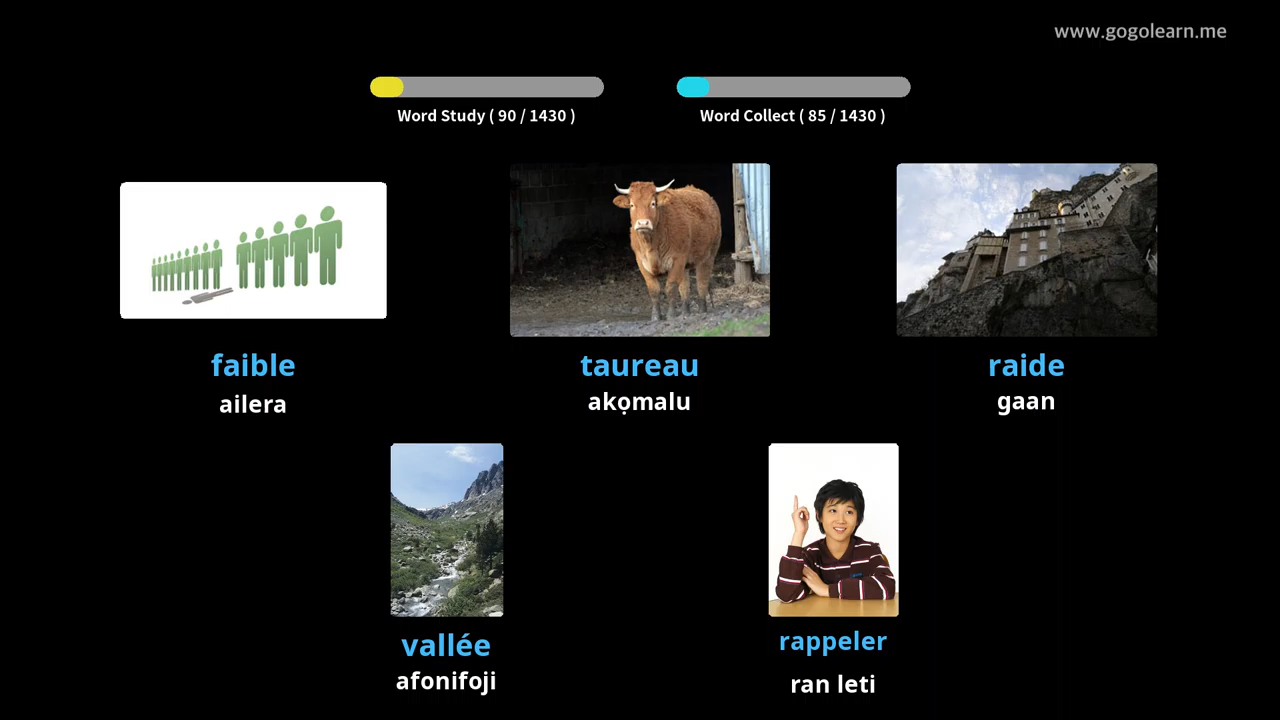 www.gogolearn.me
Word Study ( 90 / 1430 )
Word Collect ( 85 / 1430 )
faible
ailera
taureau
akọmalu
raide
gaan
vallée
afonifoji
rappeler
ran leti